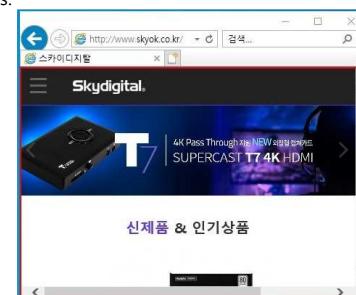 s.
http://www.skyok.co.kr/
검색...
스카이디지탈
Skydigital.
T7
4K Pass Through 지원 NEW 외장형 캡쳐카드
SUPERCAST T7 4K HDMI
신제품 & 인기상품